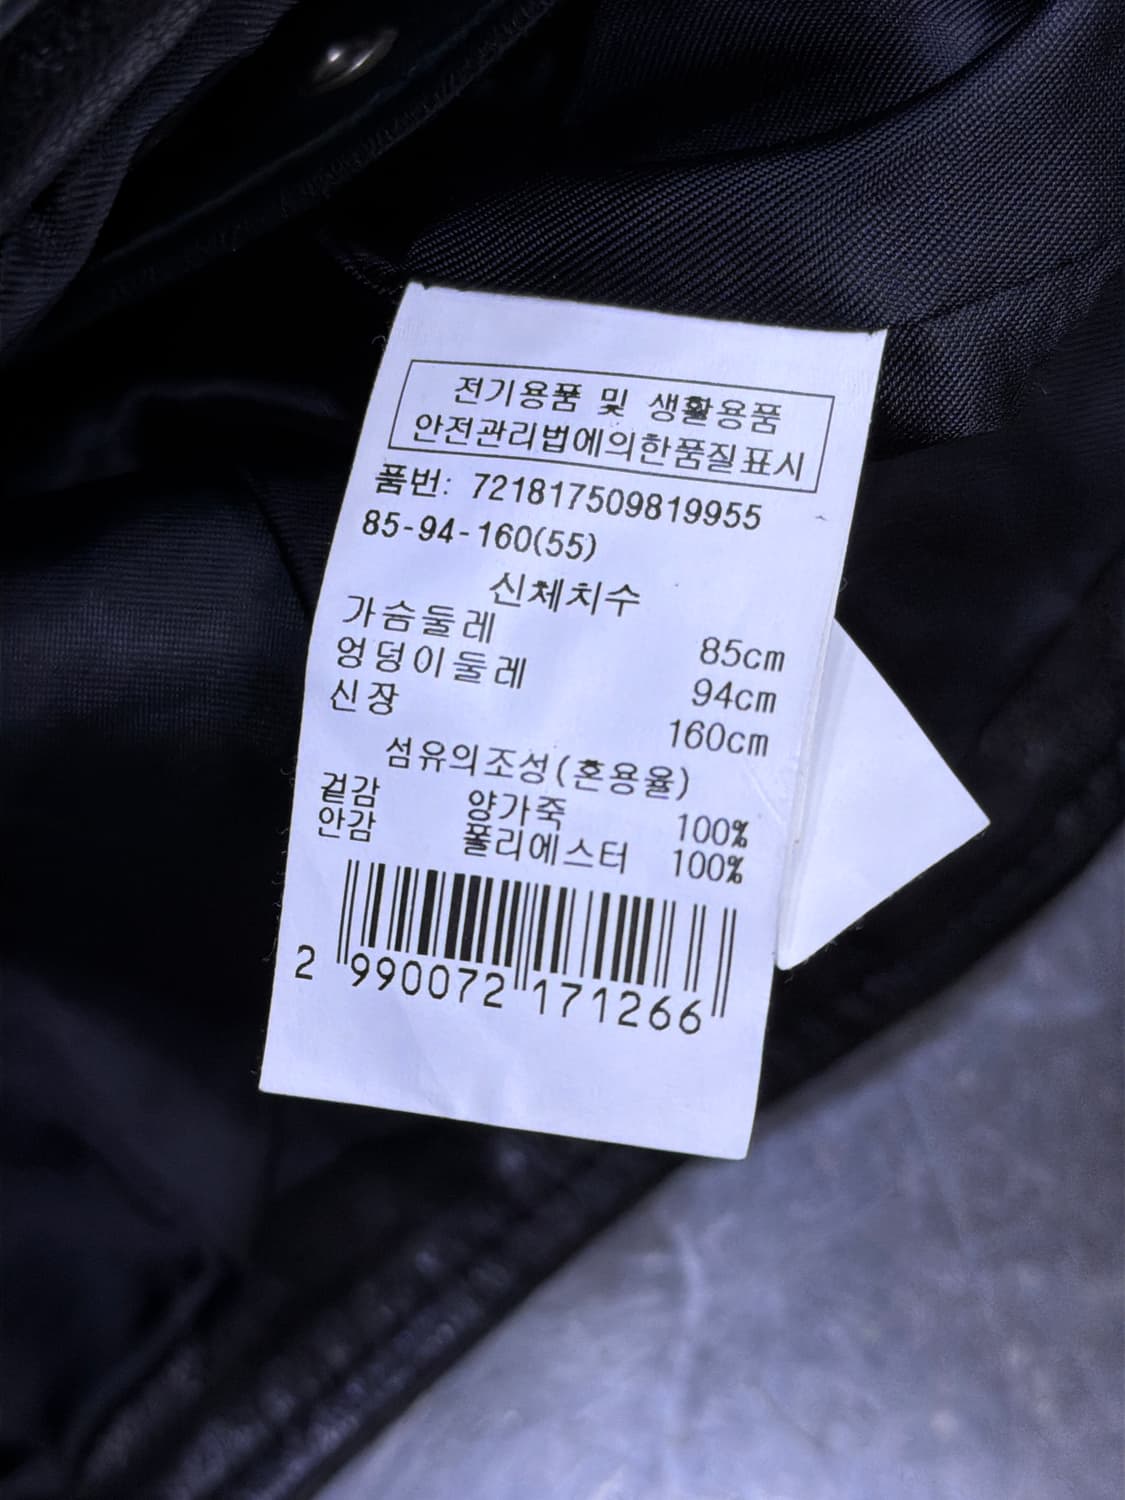 전기용품 및 생활용품
안전관리법에의한품질표시
품번: 721817509819955
85-94-160(55)
신체치수
가슴둘레 85cm
엉덩이둘레 94cm
신장 160cm
섬유의조성(혼용율)
겉감 양가죽 100%
안감 폴리에스터 100%
2 990072 171266